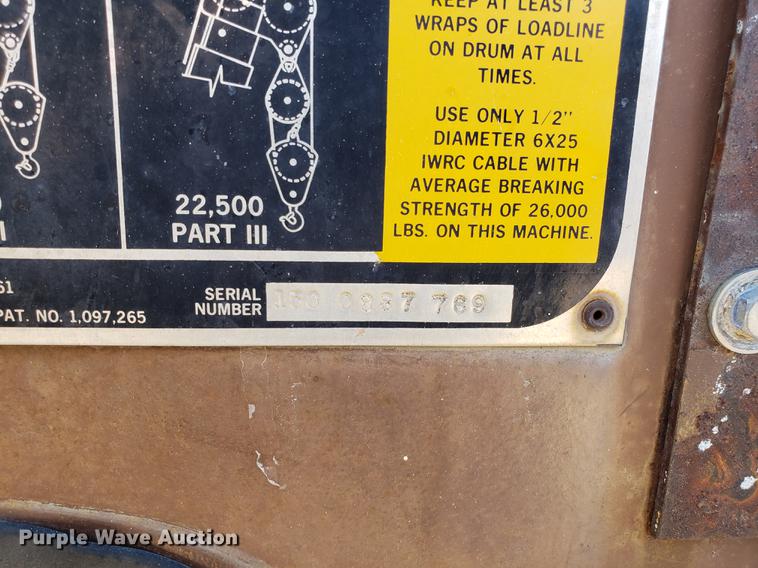 KEEP AT LEAST 3
WRAPS OF LOADLINE
ON DRUM AT ALL
TIMES.
USE ONLY 1/2"
DIAMETER 6X25
IWRC CABLE WITH
AVERAGE BREAKING
STRENGTH OF 26,000
LBS. ON THIS MACHINE.
22,500
PART III
61
PAT. NO. 1,097,265
SERIAL
NUMBER
769
Purple Wave Auction